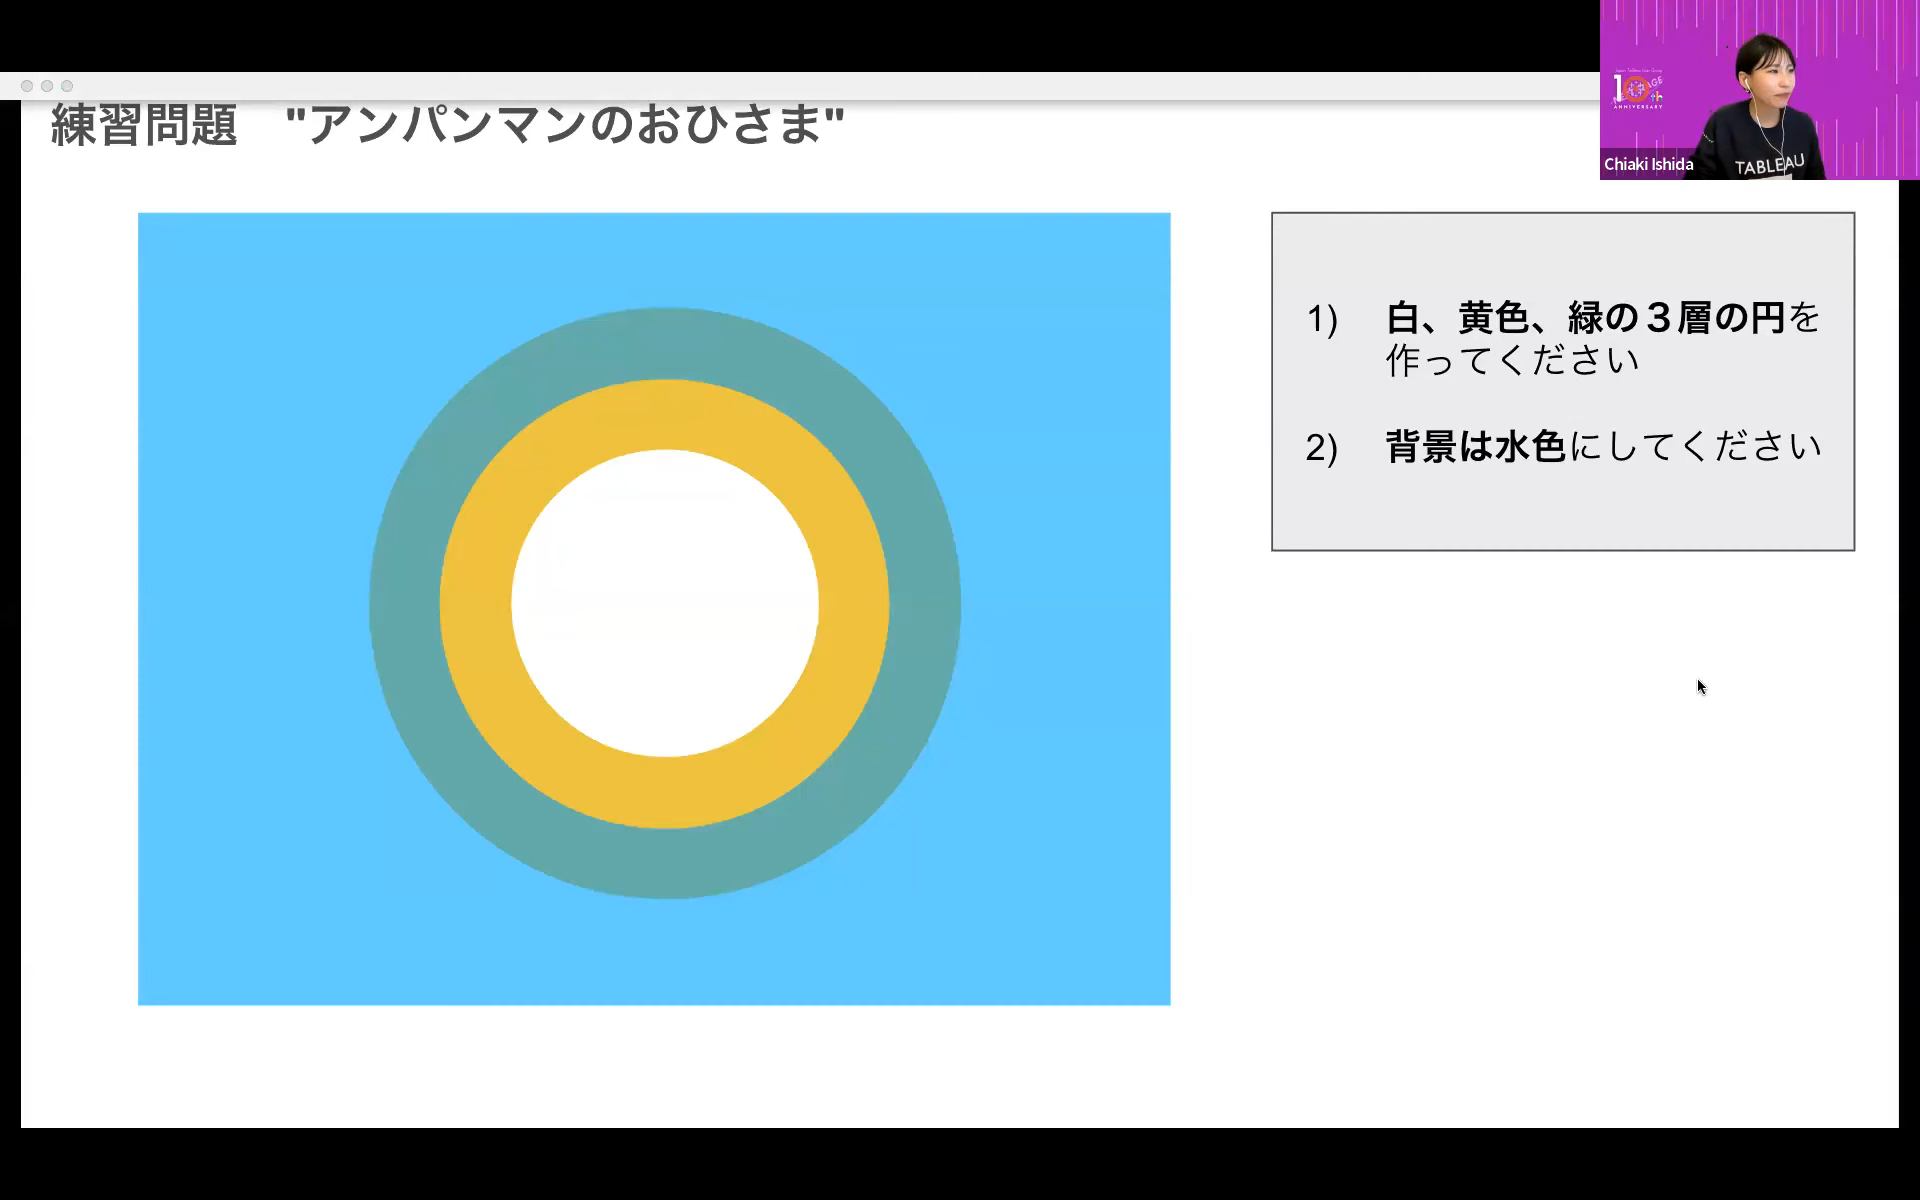 練習問題　"アンパンマンのおひさま"
1)　白、黄色、緑の３層の円を
作ってください
2)　背景は水色にしてください
10th
ANNIVERSARY
TABLEAU
Chiaki Ishida